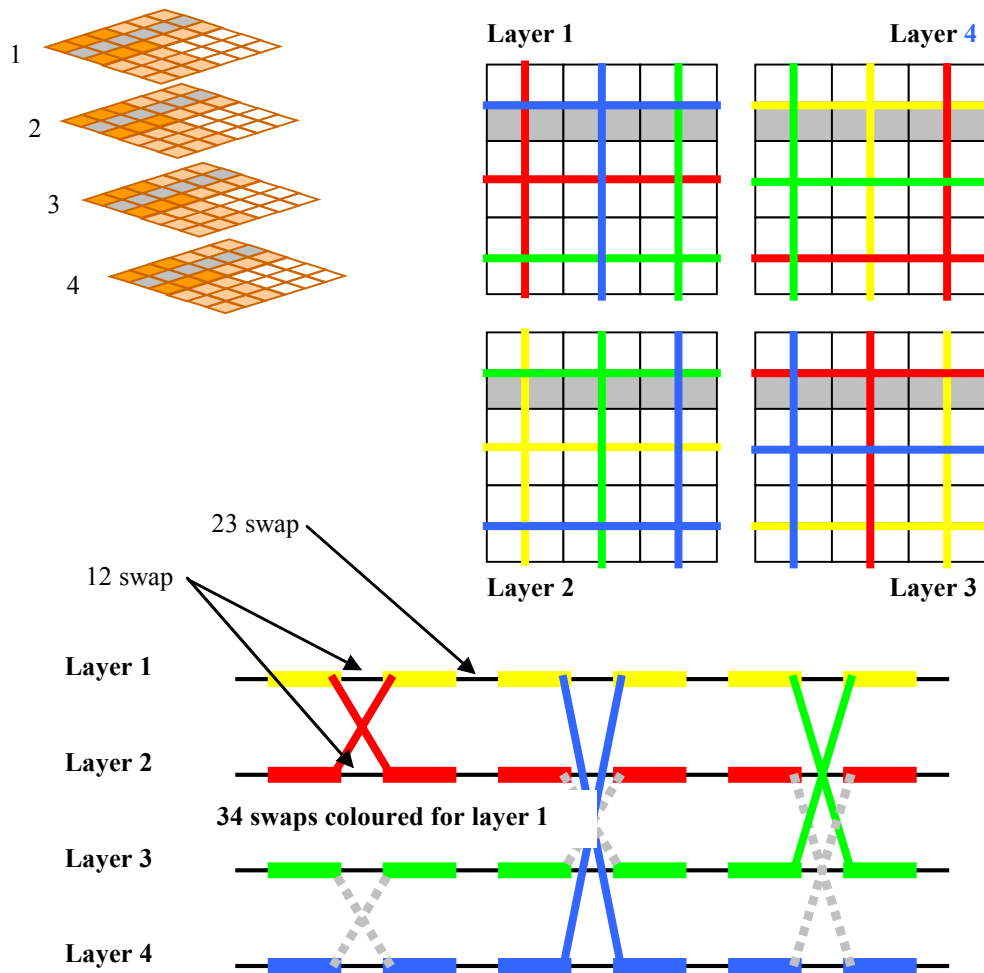 1
2
3
4
Layer 1
Layer 4
Layer 2
Layer 3
23 swap
12 swap
Layer 1
Layer 2
34 swaps coloured for layer 1
Layer 3
Layer 4